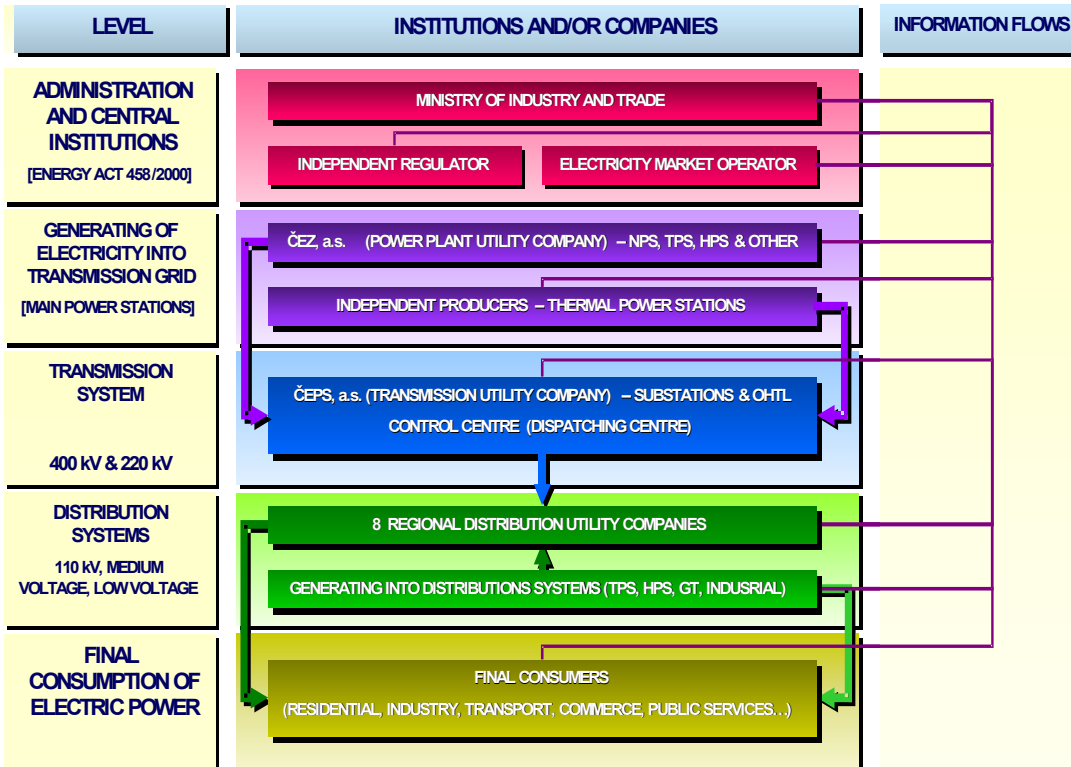 LEVEL
INSTITUTIONS AND/OR COMPANIES
INFORMATION FLOWS
ADMINISTRATION
AND CENTRAL
INSTITUTIONS
[ENERGY ACT 458/2000]
MINISTRY OF INDUSTRY AND TRADE
INDEPENDENT REGULATOR
ELECTRICITY MARKET OPERATOR
GENERATING OF
ELECTRICITY INTO
TRANSMISSION GRID
[MAIN POWER STATIONS]
ČEZ, a.s. (POWER PLANT UTILITY COMPANY) – NPS, TPS, HPS & OTHER
INDEPENDENT PRODUCERS – THERMAL POWER STATIONS
TRANSMISSION
SYSTEM
400 kV & 220 kV
ČEPS, a.s. (TRANSMISSION UTILITY COMPANY) – SUBSTATIONS & OHTL
CONTROL CENTRE (DISPATCHING CENTRE)
DISTRIBUTION
SYSTEMS
110 kV, MEDIUM
VOLTAGE, LOW VOLTAGE
8 REGIONAL DISTRIBUTION UTILITY COMPANIES
GENERATING INTO DISTRIBUTIONS SYSTEMS (TPS, HPS, GT, INDUSRIAL)
FINAL
CONSUMPTION OF
ELECTRIC POWER
FINAL CONSUMERS
(RESIDENTIAL, INDUSTRY, TRANSPORT, COMMERCE, PUBLIC SERVICES…)